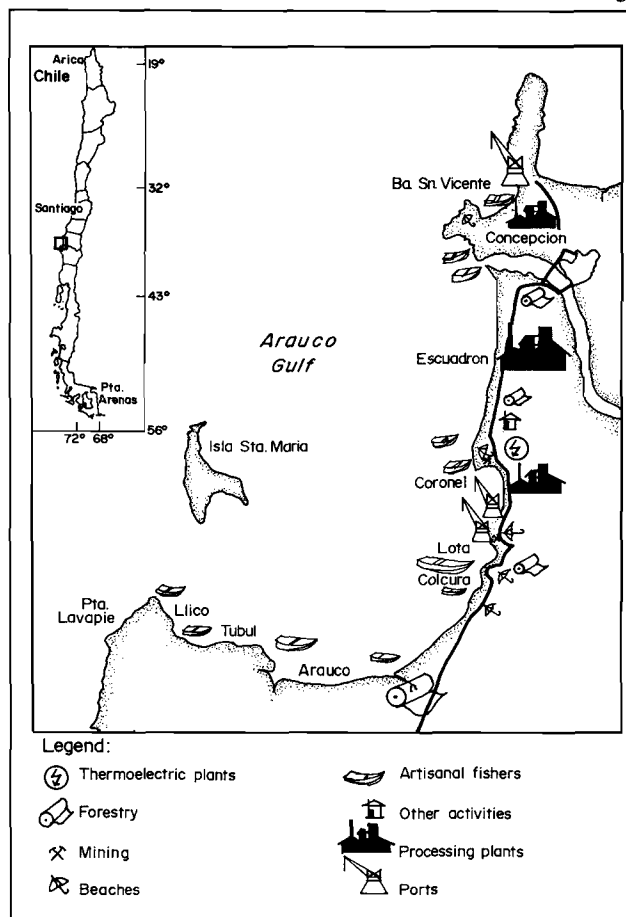 Arica
Chile
19°
32°
Santiago
43°
Pta.
Arenas
56°
72° 68°
Ba. Sn. Vicente
Concepcion
Arauco
Gulf
Escuadron
Isla Sta. Maria
Coronel
Lota
Colcura
Pta.
Lavapie
Llico
Tubul
Arauco
Legend:
Thermoelectric plants
Forestry
Mining
Beaches
Artisanal fishers
Other activities
Processing plants
Ports